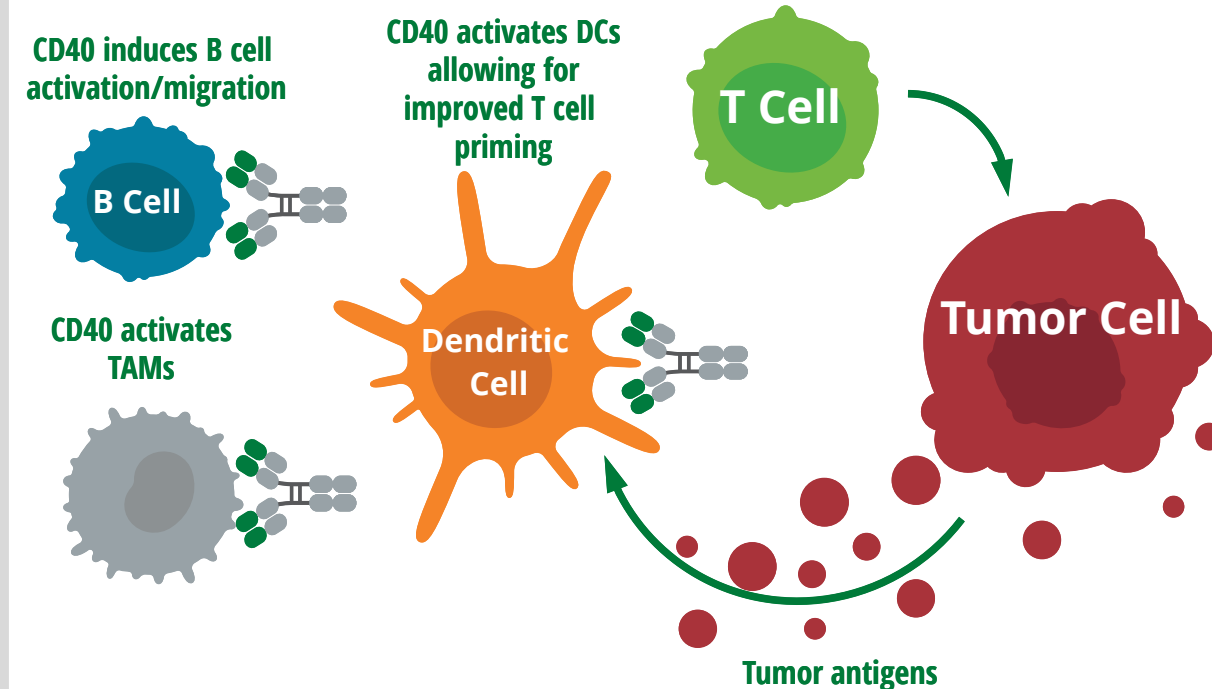 CD40 induces B cell
activation/migration
B Cell
CD40 activates
TAMs
CD40 activates DCs
allowing for
improved T cell
priming
Dendritic
Cell
T Cell
Tumor Cell
Tumor antigens